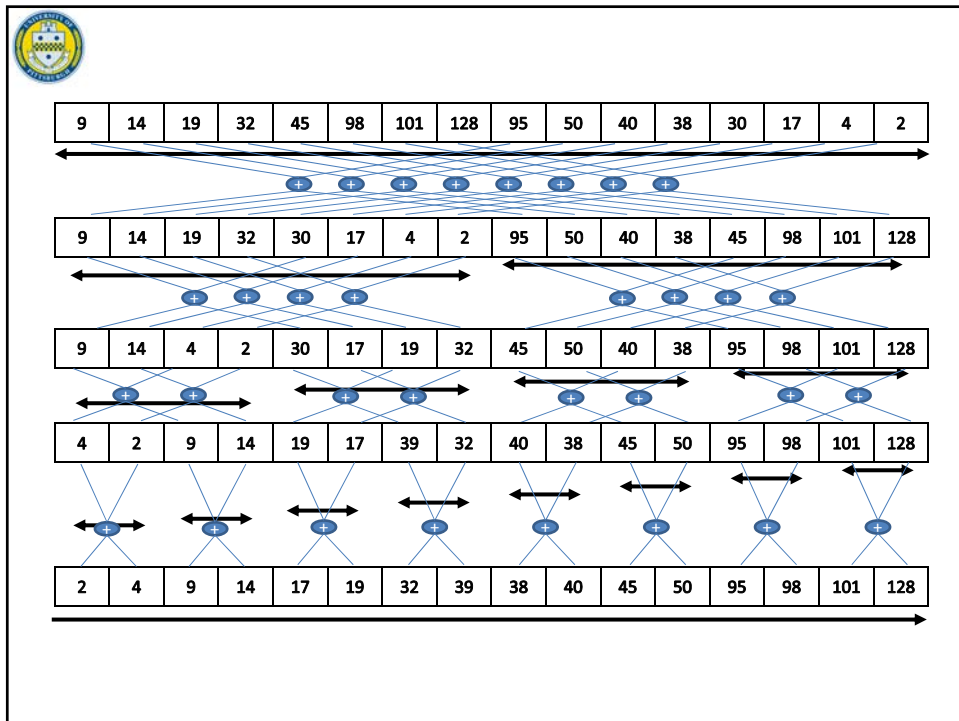 UNIVERSITY OF
PITTSBURGH
9 14 19 32 45 98 101 128 95 50 40 38 30 17 4 2
+ + + + + + + +
9 14 19 32 30 17 4 2 95 50 40 38 45 98 101 128
+ + + + + + + +
9 14 4 2 30 17 19 32 45 50 40 38 95 98 101 128
+ + + + + + + +
4 2 9 14 19 17 39 32 40 38 45 50 95 98 101 128
+ + + + + + + +
2 4 9 14 17 19 32 39 38 40 45 50 95 98 101 128